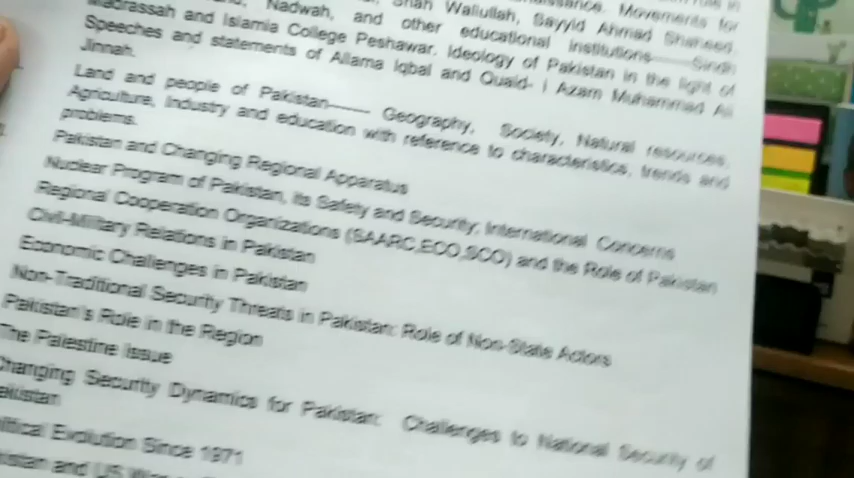 Shah Waliullah, Sayyid Ahmad Shaheed,
Nadwah, and other educational institutions—Sindh
Madrassah and Islamia College Peshawar. Ideology of Pakistan in the light of
Speeches and statements of Allama Iqbal and Quaid- i Azam Muhammad Ali
Jinnah.
Land and people of Pakistan—— Geography, Society, Natural resources,
Agriculture, Industry and education with reference to characteristics, trends and
problems.
Pakistan and Changing Regional Apparatus
Nuclear Program of Pakistan, its Safety and Security; International Concerns
Regional Cooperation Organizations (SAARC,ECO,SCO) and the Role of Pakistan
Civil-Military Relations in Pakistan
Economic Challenges in Pakistan
Non-Traditional Security Threats in Pakistan: Role of Non-State Actors
Pakistan's Role in the Region
The Palestine Issue
Changing Security Dynamics for Pakistan: Challenges to National Security of
Pakistan
Evolution Since 1971
and US